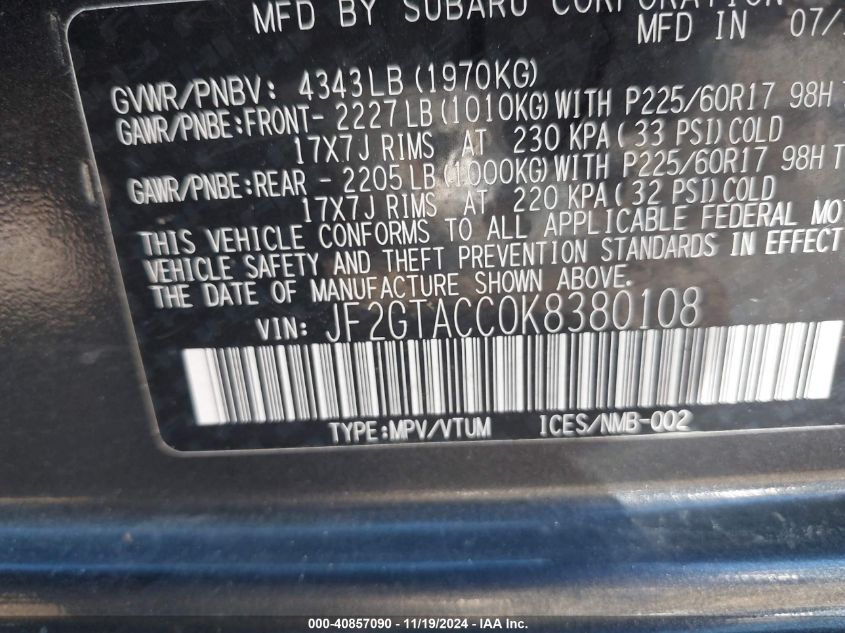 MFD BY SUBARU CORPORATION
MFD IN 07/
GVWR/PNBV: 4343LB(1970KG)
GAWR/PNBE:FRONT- 2227LB(1010KG)WITH P225/60R17 98H T
17X7J RIMS AT 230 KPA(33 PSI)COLD
GAWR/PNBE:REAR - 2205LB(1000KG)WITH P225/60R17 98H T
17X7J RIMS AT 220 KPA(32 PSI)COLD
THIS VEHICLE CONFORMS TO ALL APPLICABLE FEDERAL MOT
VEHICLE SAFETY AND THEFT PREVENTION STANDARDS IN EFFECT
THE DATE OF MANUFACTURE SHOWN ABOVE.
VIN: JF2GTACC0K8380108
TYPE:MPV/VTUM ICES/NMB-002
000-40857090 - 11/19/2024 - IAA Inc.